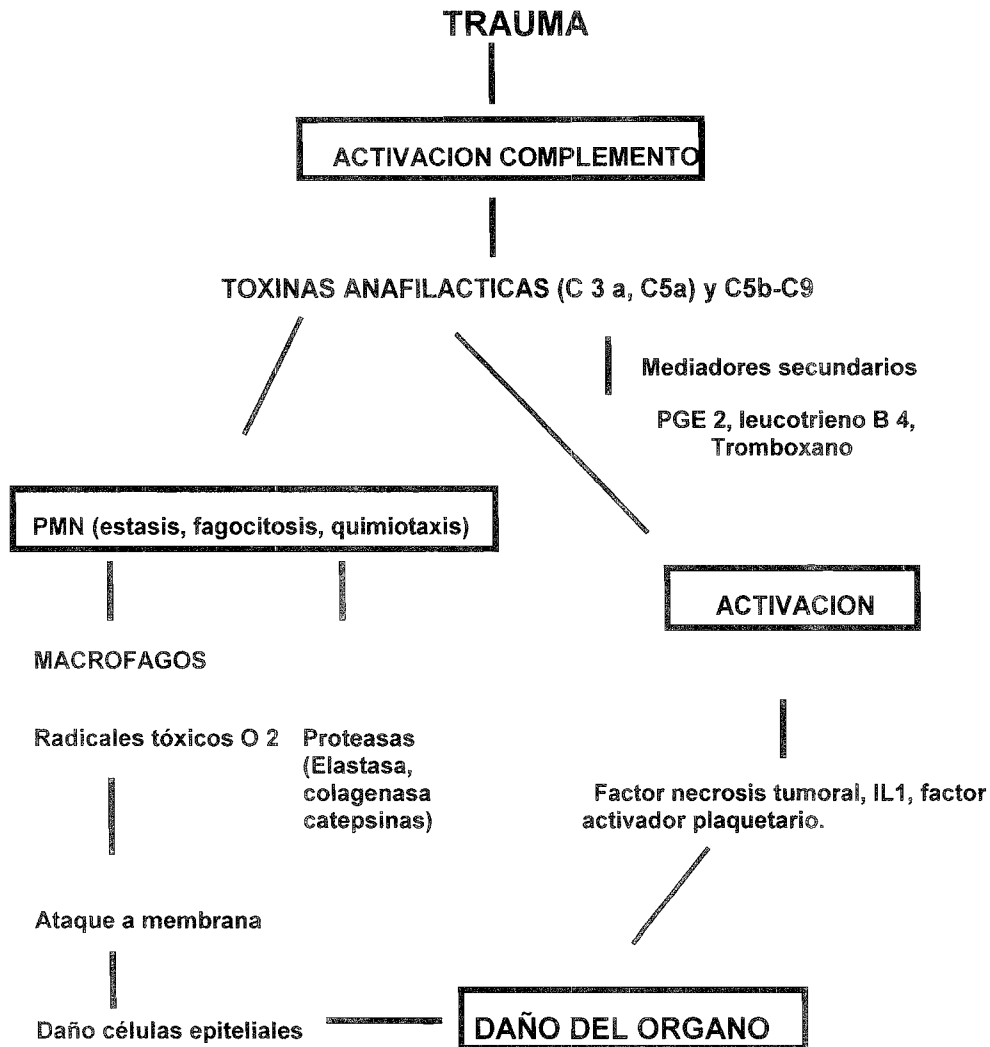 TRAUMA
ACTIVACION COMPLEMENTO
TOXINAS ANAFILACTICAS (C 3 a, C5a) y C5b-C9
Mediadores secundarios
PGE 2, leucotrieno B 4,
Tromboxano
PMN (estasis, fagocitosis, quimiotaxis)
ACTIVACION
MACROFAGOS
Radicales tóxicos O 2
Proteasas
(Elastasa,
colagenasa
catepsinas)
Factor necrosis tumoral, IL1, factor
activador plaquetario.
Ataque a membrana
Daño células epiteliales
DAÑO DEL ORGANO